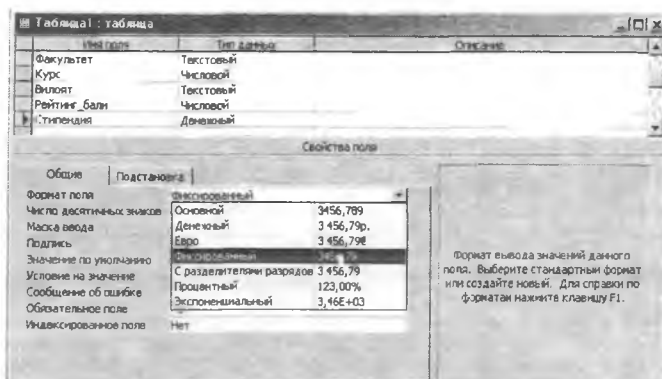 Таблица1 : таблица
Имя поля Тип данных Описание
Факультет Текстовый
Курс Числовой
Вилоят Текстовый
Рейтинг_бали Числовой
Стипендия Денежный
Свойства поля
Общие Подстановка
Формат поля Фиксированный
Число десятичных знаков Основной 3456,789
Маска ввода Денежный 3 456,79р.
Подпись Евро 3 456,79€
Значение по умолчанию Фиксированный 3456,79
Условие на значение С разделителями разрядов 3 456,79
Сообщение об ошибке Процентный 123,00%
Обязательное поле Экспоненциальный 3,46E+03
Индексированное поле Нет
Формат вывода значений данного
поля. Выберите стандартный формат
или создайте новый. Для справки по
форматам нажмите клавишу F1.